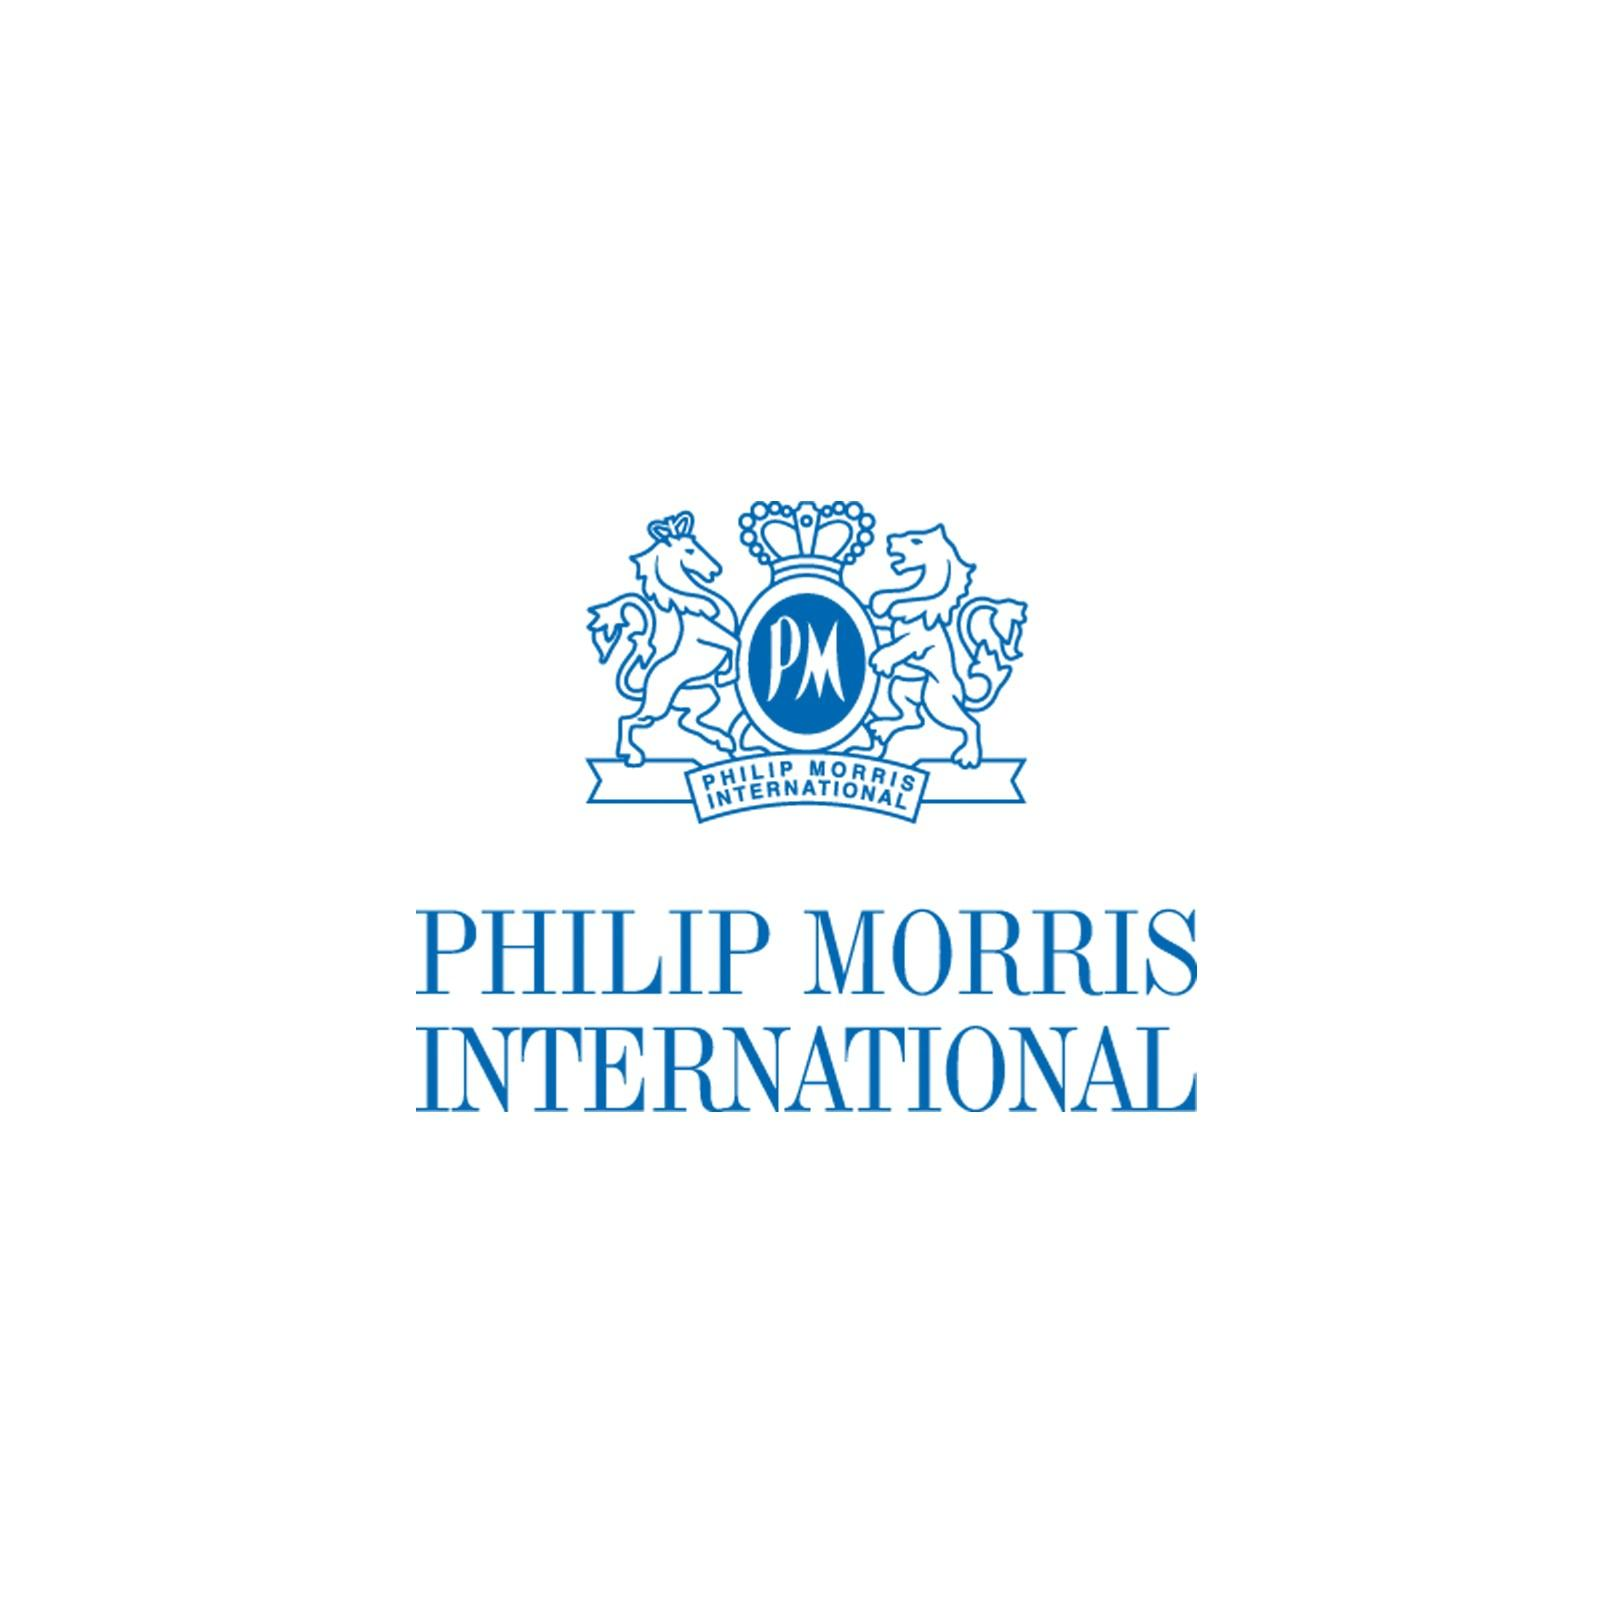 PM
PHILIP MORRIS
INTERNATIONAL
PHILIP MORRIS
INTERNATIONAL